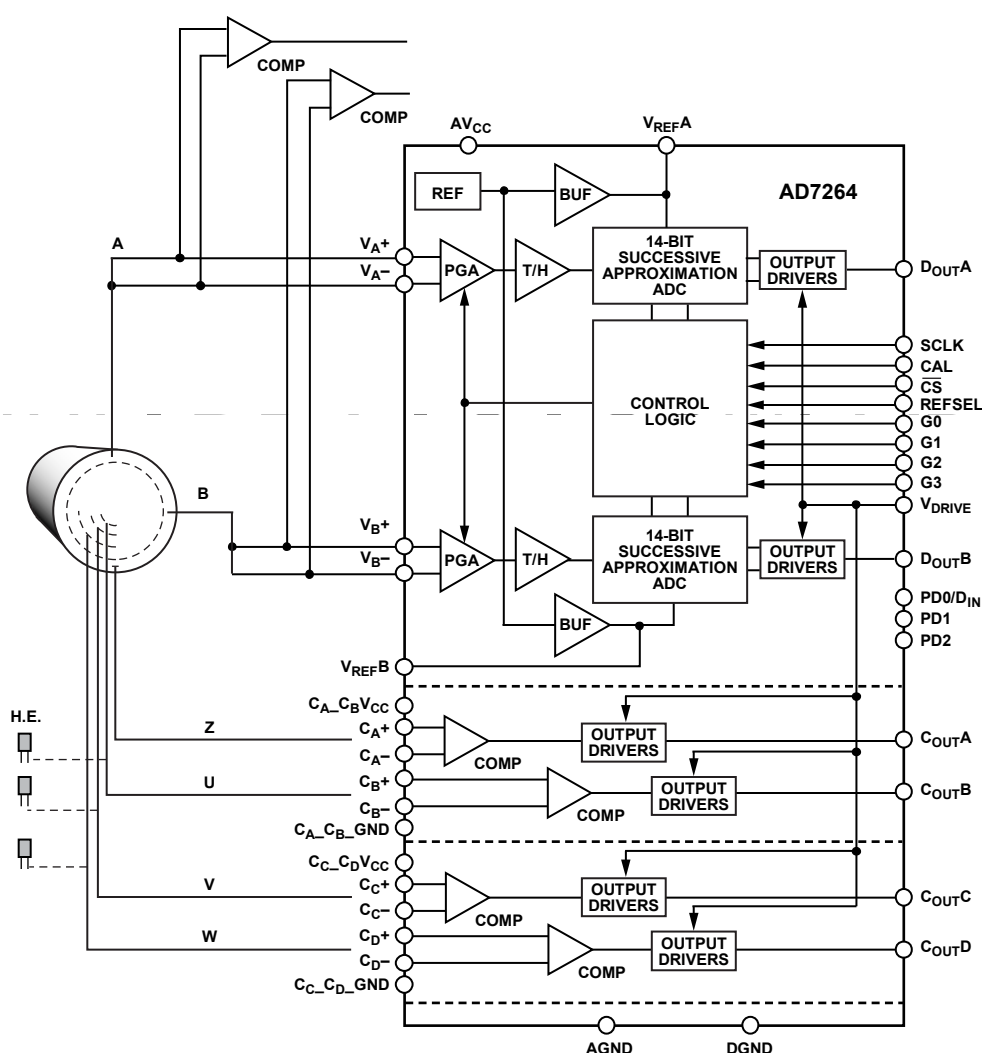 COMP
COMP
AVCC
VREFA
AD7264
REF
BUF
A
VA+
VA–
PGA
T/H
14-BIT
SUCCESSIVE
APPROXIMATION
ADC
OUTPUT
DRIVERS
DOUTA
SCLK
CAL
CS
REFSEL
G0
G1
G2
G3
VDRIVE
CONTROL
LOGIC
B
VB+
VB–
PGA
T/H
14-BIT
SUCCESSIVE
APPROXIMATION
ADC
OUTPUT
DRIVERS
DOUTB
PD0/DIN
PD1
PD2
BUF
VREFB
H.E.
CA_CBVCC
Z
CA+
CA–
COMP
OUTPUT
DRIVERS
COUTA
U
CB+
CB–
COMP
OUTPUT
DRIVERS
COUTB
CA_CB_GND
CC_CDVCC
V
CC+
CC–
COMP
OUTPUT
DRIVERS
COUTC
W
CD+
CD–
COMP
OUTPUT
DRIVERS
COUTD
CC_CD_GND
AGND
DGND